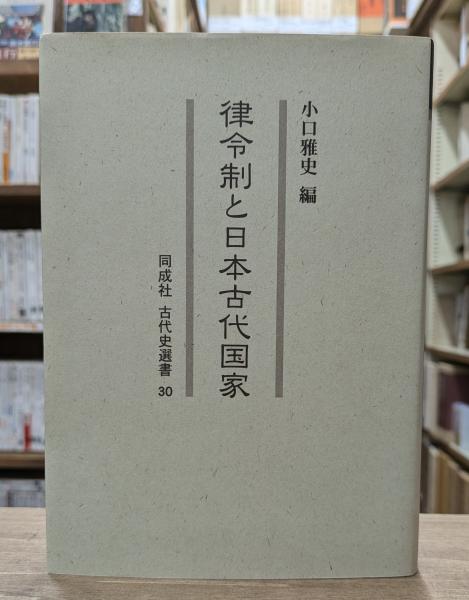 小口雅史 編
律令制と日本古代国家
同成社 古代史選書 30